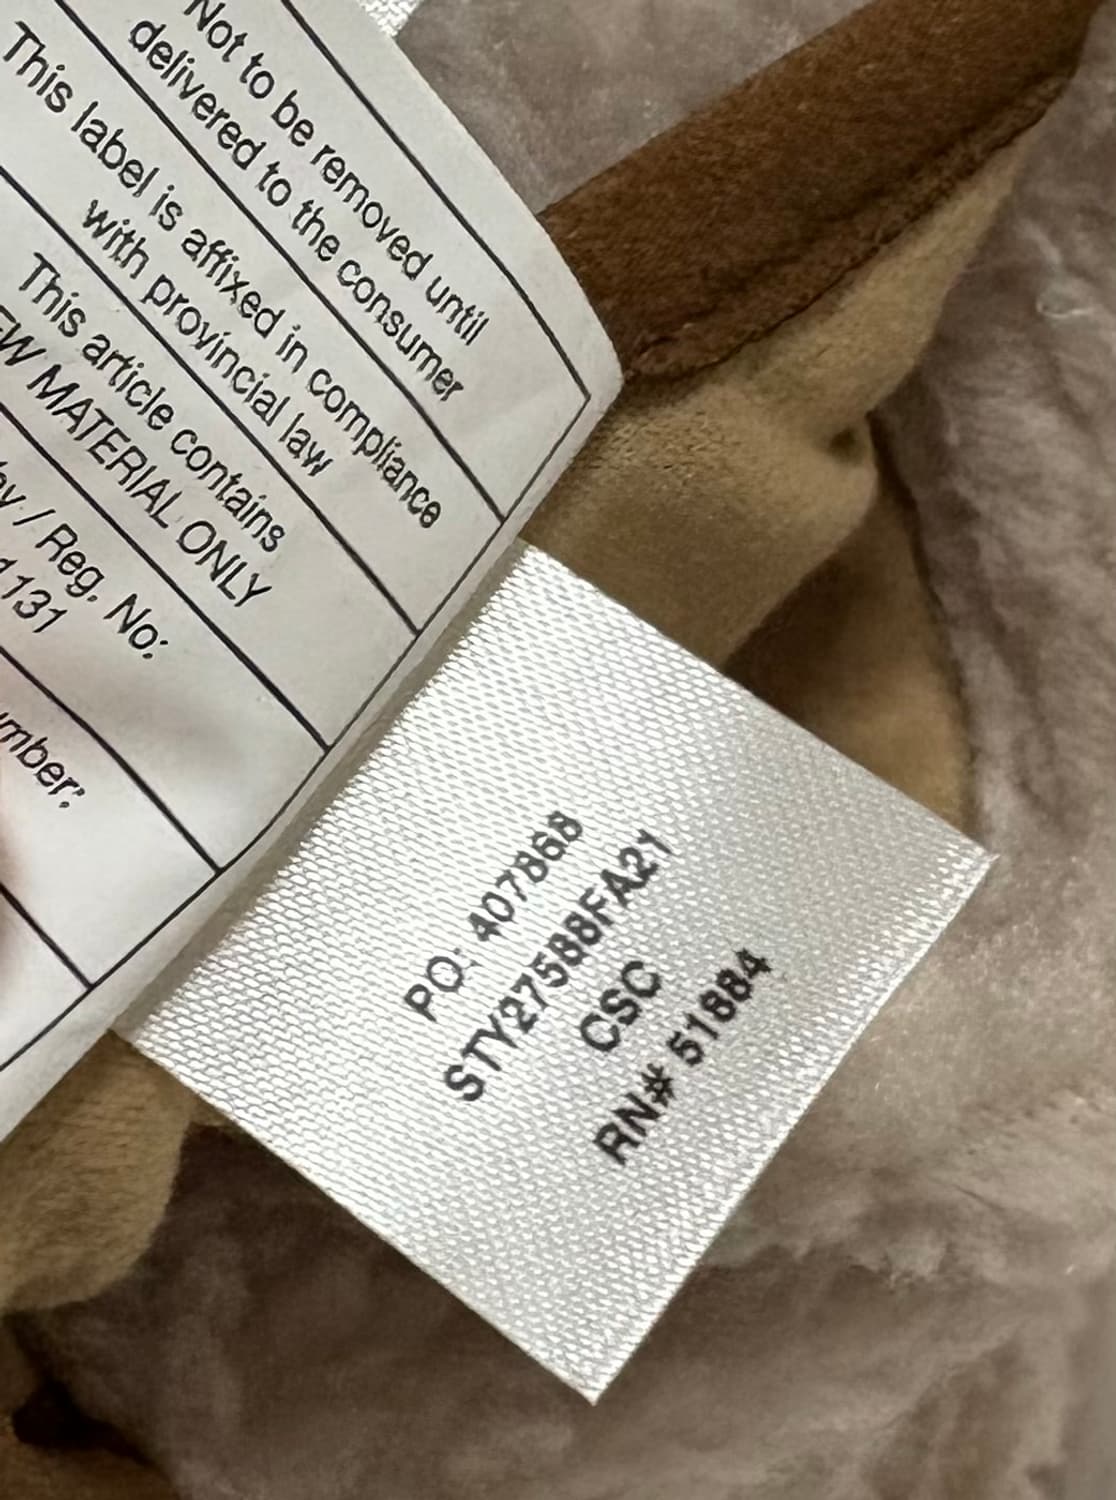 Not to be removed until
delivered to the consumer
This label is affixed in compliance
with provincial law
This article contains
MATERIAL ONLY
/ Reg. No:
PO: 407868
STY27588FA21
CSC
RN# 51884